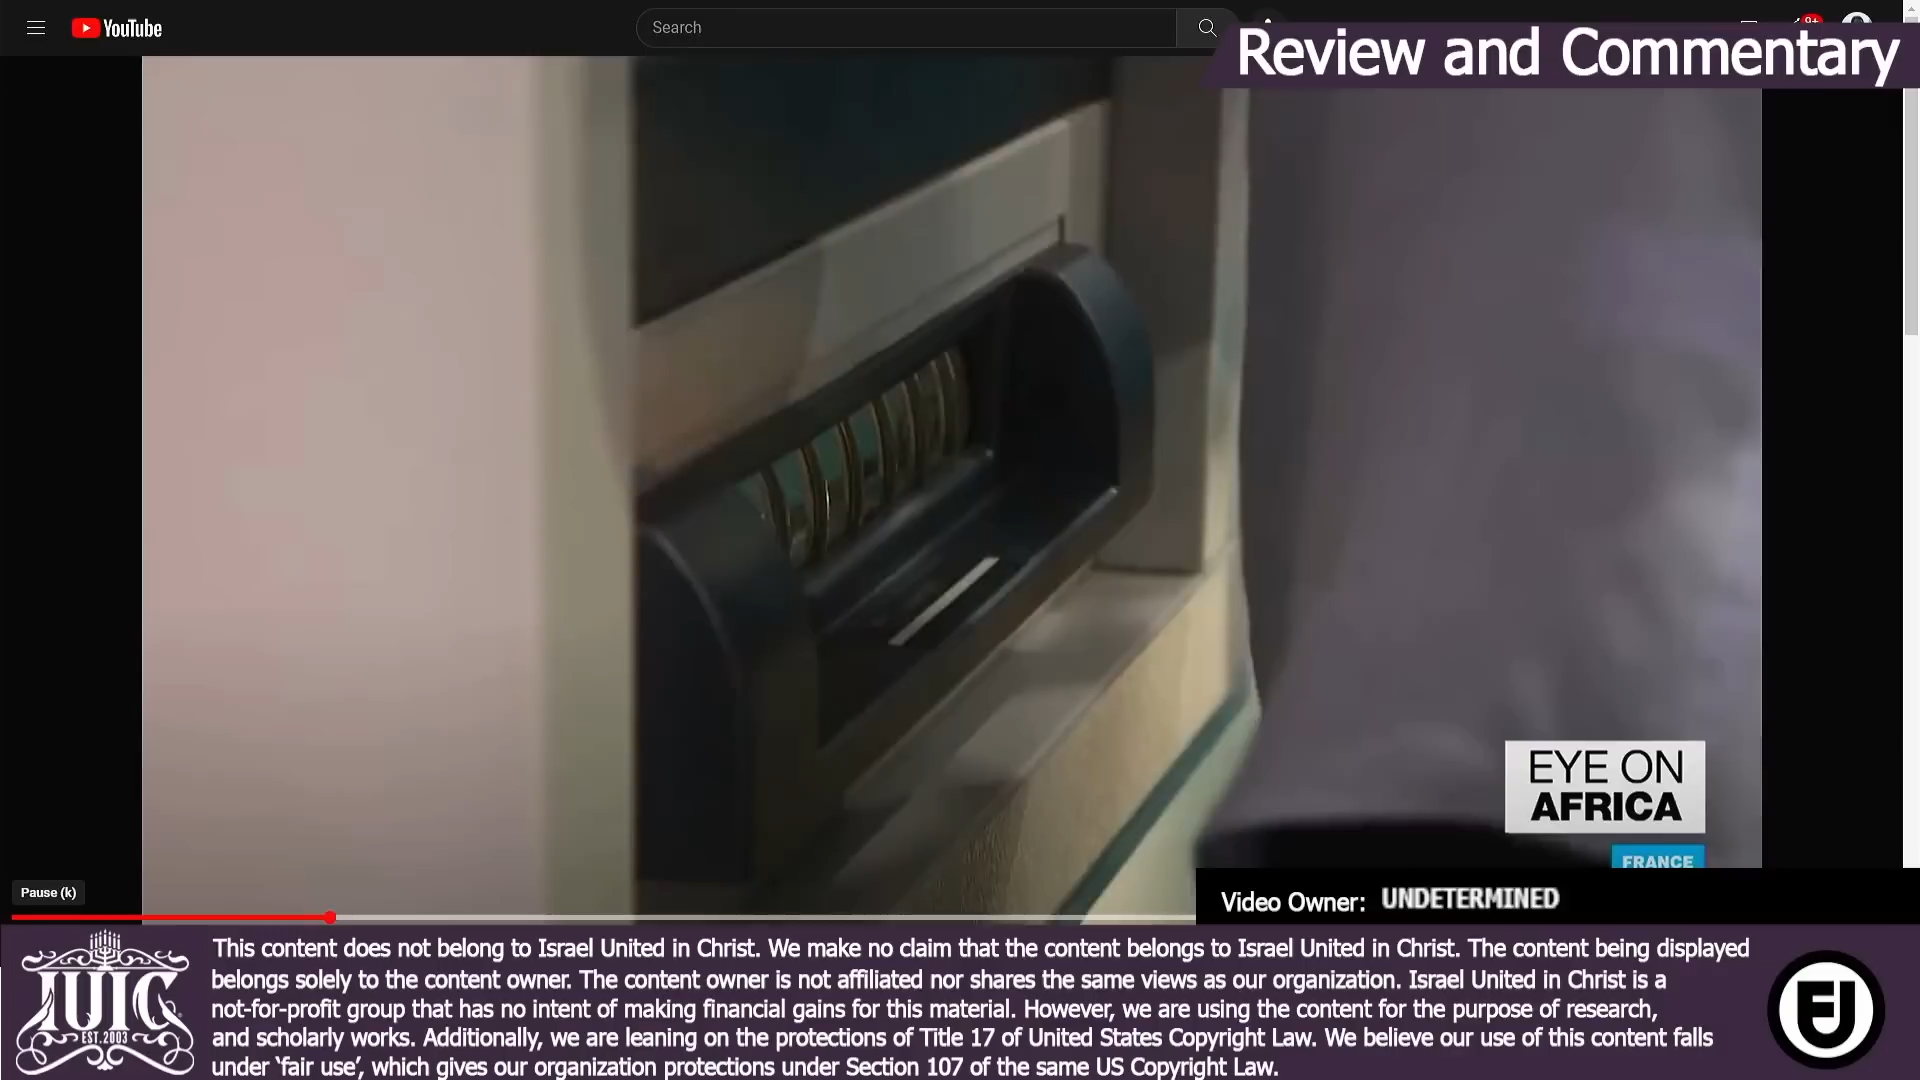 YouTube
Search
9+
Review and Commentary
EYE ON
AFRICA
FRANCE
Pause (k)
Video Owner: UNDETERMINED
This content does not belong to Israel United in Christ. We make no claim that the content belongs to Israel United in Christ. The content being displayed
belongs solely to the content owner. The content owner is not affiliated nor shares the same views as our organization. Israel United in Christ is a
not-for-profit group that has no intent of making financial gains for this material. However, we are using the content for the purpose of research,
and scholarly works. Additionally, we are leaning on the protections of Title 17 of United States Copyright Law. We believe our use of this content falls
under ‘fair use’, which gives our organization protections under Section 107 of the same US Copyright Law.
IUIC
EST.2003